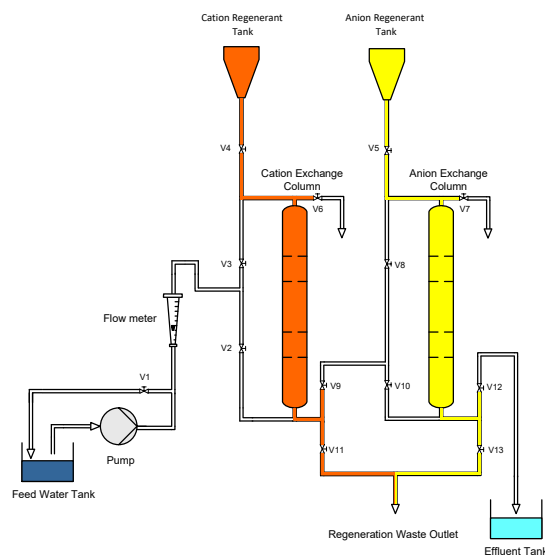 Cation Regenerant
Tank
Anion Regerant
Tank
V4
V5
Cation Exchange
Column
Anion Exchange
Column
V6
V7
V3
V8
Flow meter
V2
V1
V9
V10
V12
V11
V13
Pump
Feed Water Tank
Regeneration Waste Outlet
Effluent Tank